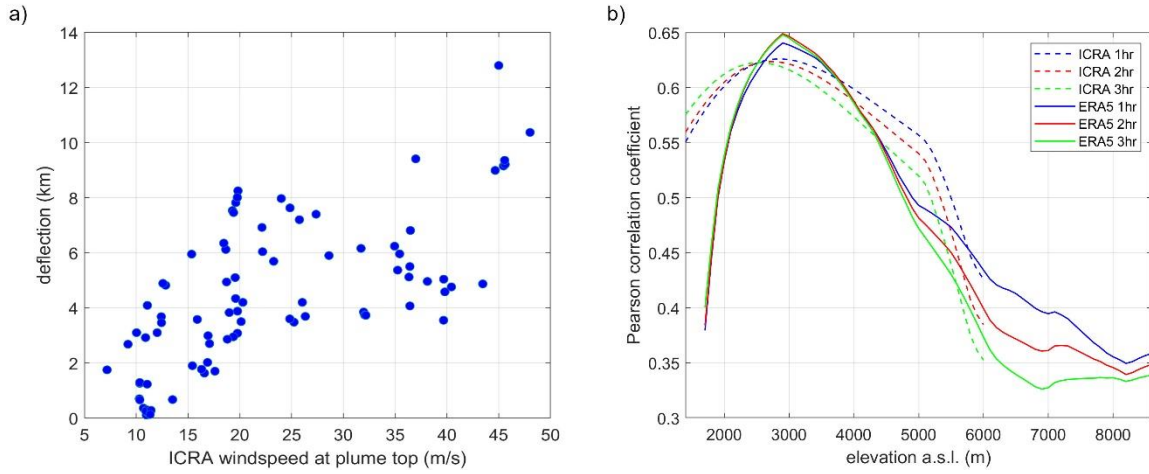 a)
14
12
10
8
6
4
2
0
deflection (km)
5 10 15 20 25 30 35 40 45 50
ICRA windspeed at plume top (m/s)
b)
0.65
0.6
0.55
0.5
0.45
0.4
0.35
0.3
Pearson correlation coefficient
2000 3000 4000 5000 6000 7000 8000
elevation a.s.l. (m)
ICRA 1hr
ICRA 2hr
ICRA 3hr
ERA5 1hr
ERA5 2hr
ERA5 3hr